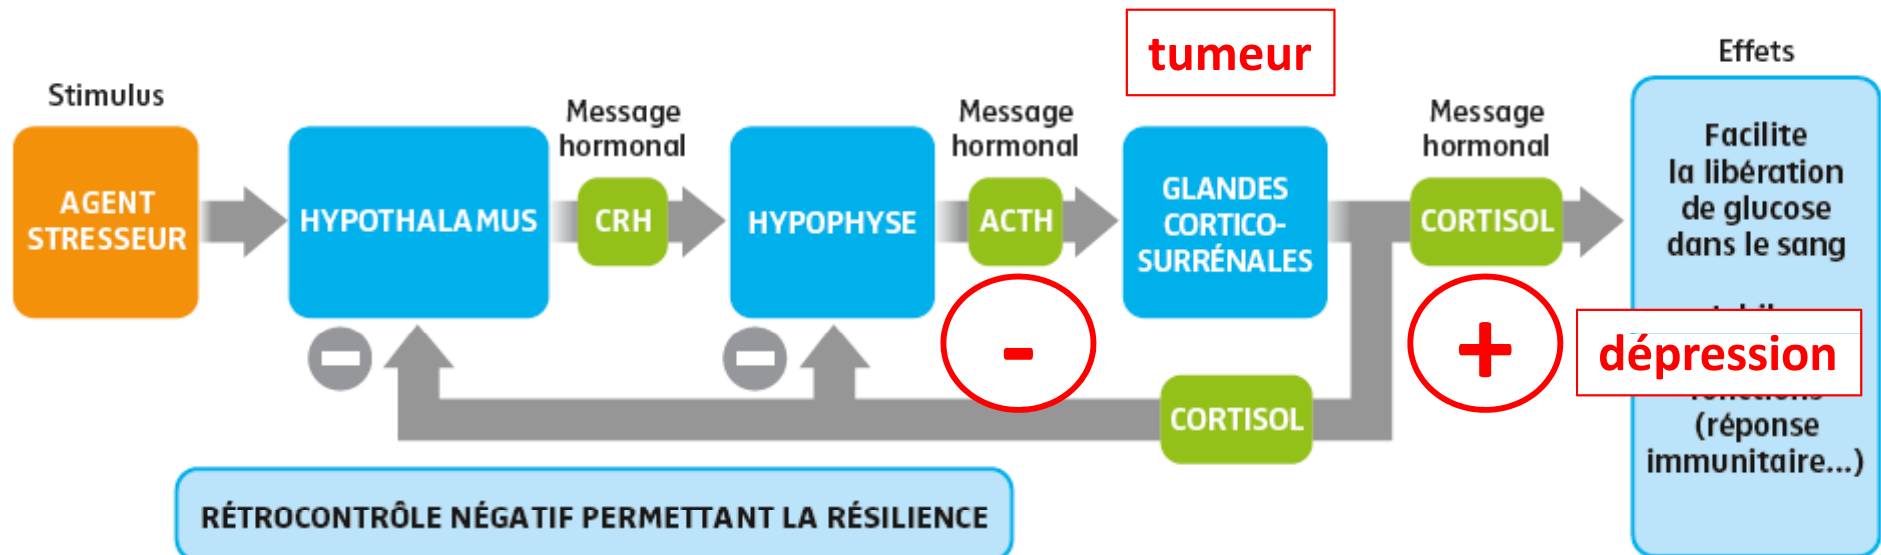 tumeur
Effets
Stimulus
Message
hormonal
Message
hormonal
Message
hormonal
AGENT
STRESSEUR
HYPOTHALAMUS
CRH
HYPOPHYSE
ACTH
GLANDES
CORTICO-
SURRÉNALES
CORTISOL
Facilite
la libération
de glucose
dans le sang
-
+
dépression
CORTISOL
(réponse
immunitaire...)
RÉTROCONTRÔLE NÉGATIF PERMETTANT LA RÉSILIENCE